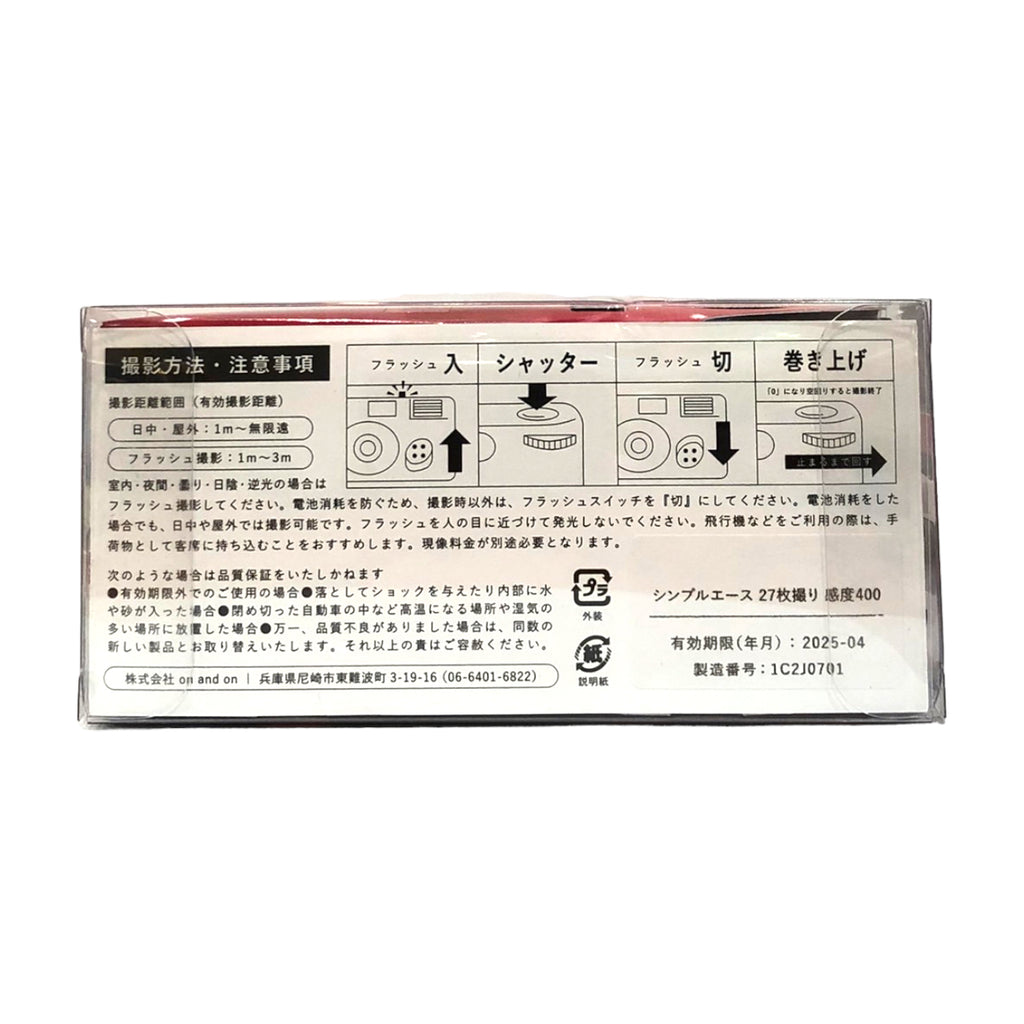 撮影方法・注意事項
フラッシュ 入
シャッター
フラッシュ 切
巻き上げ
「0」になり空回りすると撮影終了
止まるまで回す
撮影距離範囲(有効撮影距離)
日中・屋外:1m〜無限遠
フラッシュ撮影:1m〜3m
室内・夜間・曇り・日陰・逆光の場合は
フラッシュ撮影してください。電池消耗を防ぐため、撮影時以外は、フラッシュスイッチを『切』にしてください。電池消耗をした
場合でも、日中や屋外では撮影可能です。フラッシュを人の目に近づけて発光しないでください。飛行機などをご利用の際は、手
荷物として客席に持ち込むことをおすすめします。現像料金が別途必要となります。
次のような場合は品質保証をいたしかねます
●有効期限外でのご使用の場合●落としてショックを与えたり内部に水
や砂が入った場合●閉め切った自動車の中など高温になる場所や湿気の
多い場所に放置した場合●万一、品質不良がありました場合は、同数の
新しい製品とお取り替えいたします。それ以上の責はご容赦ください。
株式会社 on and on | 兵庫県尼崎市東難波町 3-19-16 (06-6401-6822)
プラ
外装
紙
説明紙
シンプルエース 27枚撮り 感度400
有効期限(年月):2025-04
製造番号:1C2J0701